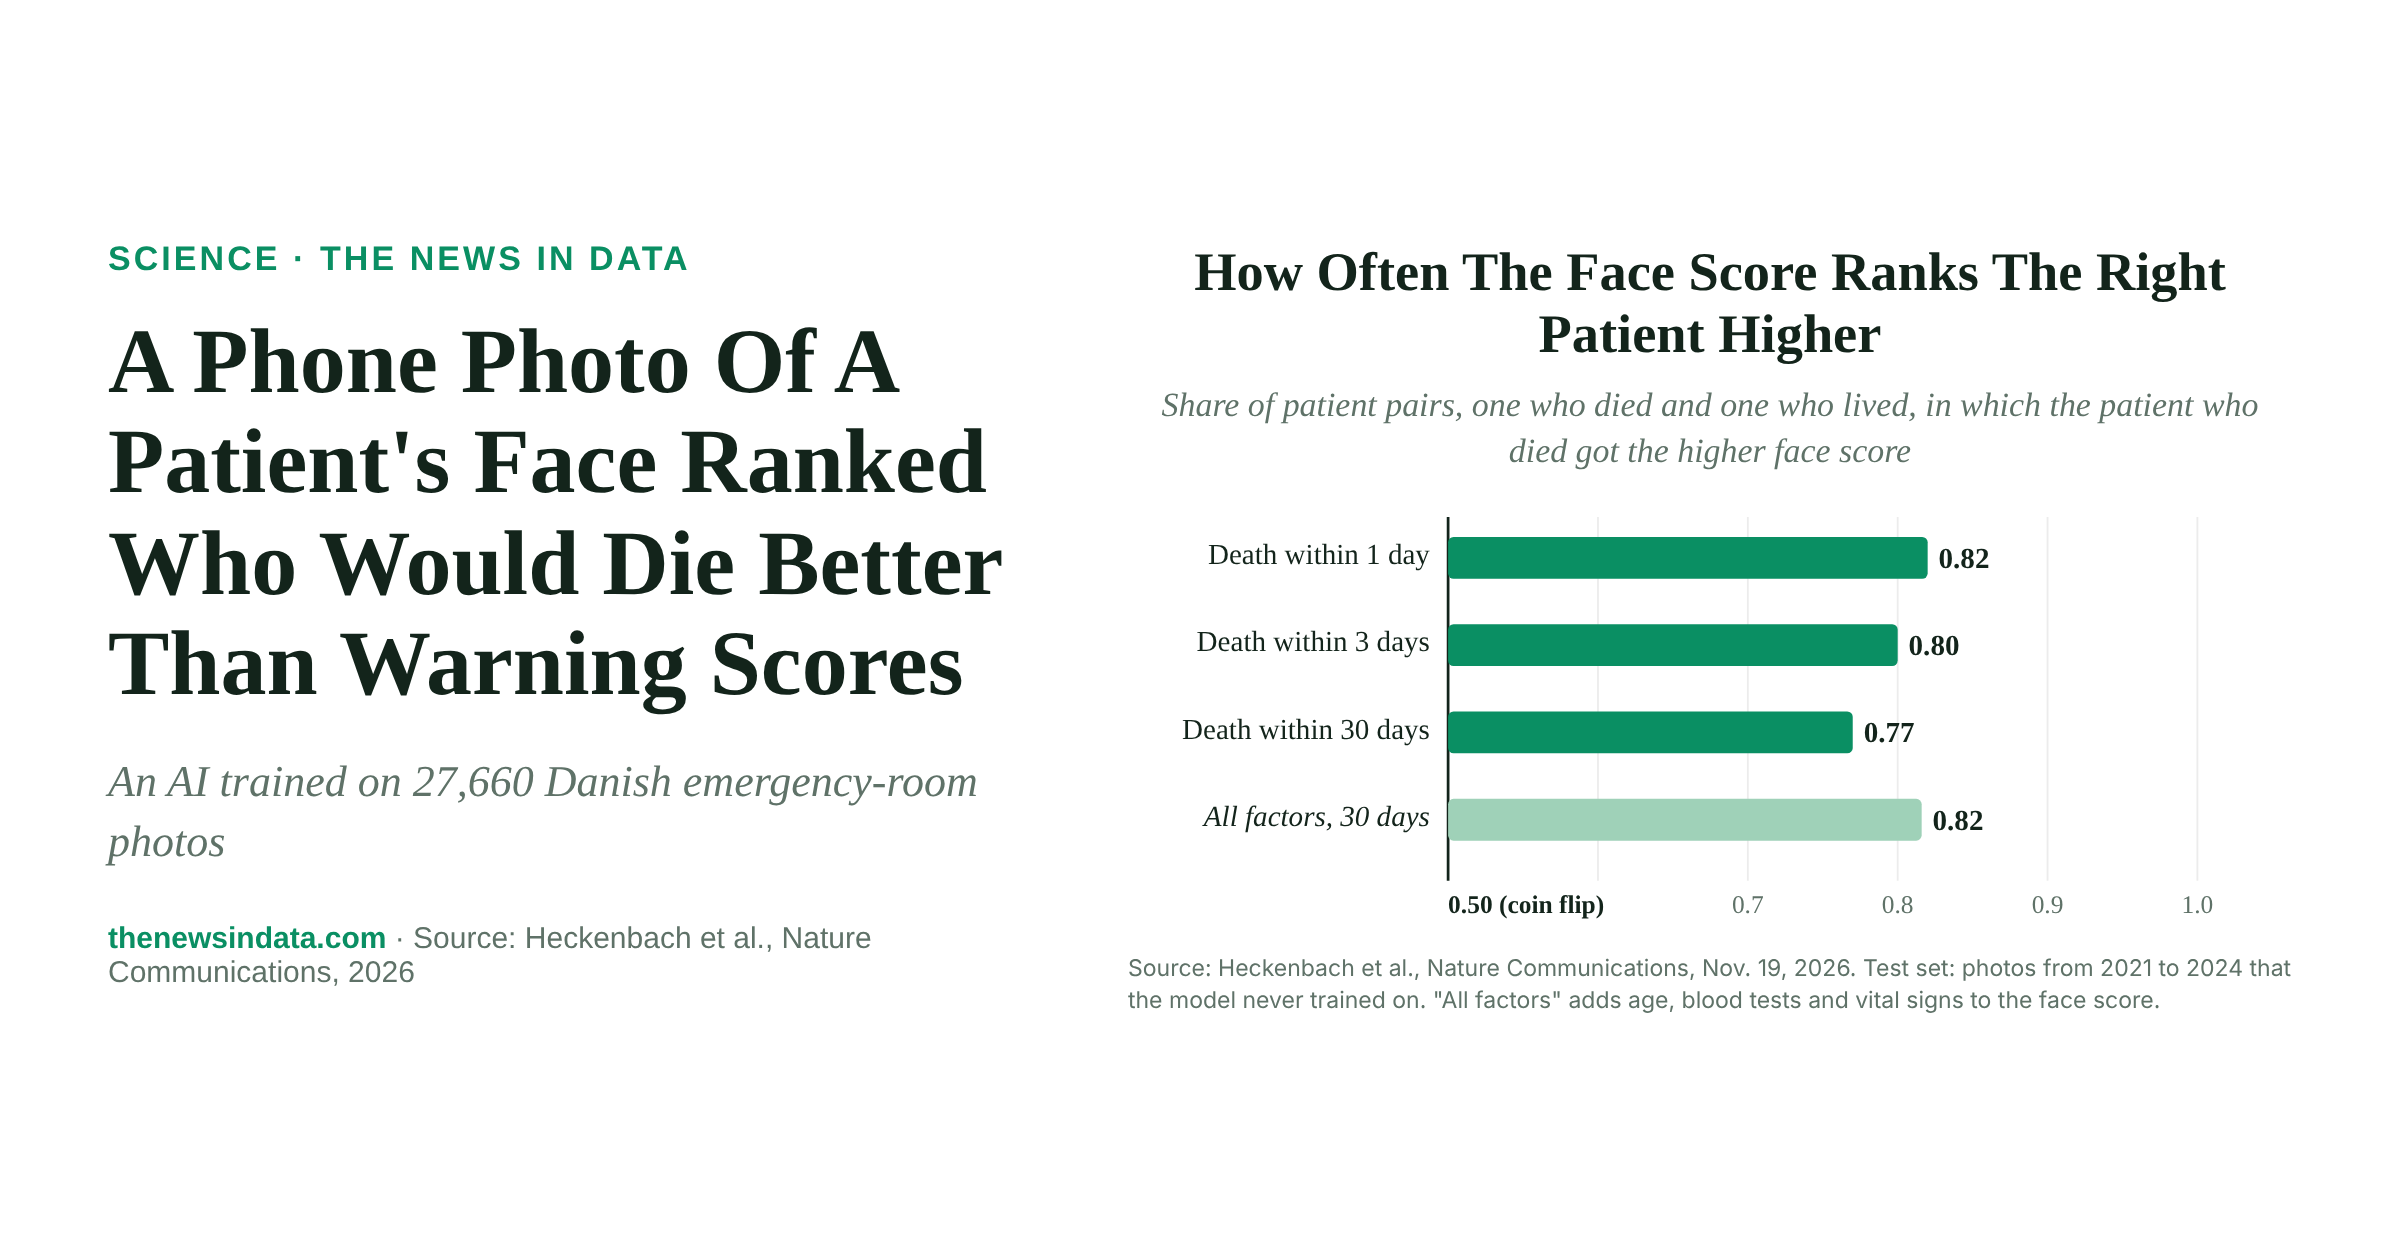 SCIENCE · THE NEWS IN DATA
A Phone Photo Of A
Patient's Face Ranked
Who Would Die Better
Than Warning Scores
An AI trained on 27,660 Danish emergency-room
photos
thenewsindata.com · Source: Heckenbach et al., Nature
Communications, 2026
How Often The Face Score Ranks The Right
Patient Higher
Share of patient pairs, one who died and one who lived, in which the patient who
died got the higher face score
Death within 1 day 0.82
Death within 3 days 0.80
Death within 30 days 0.77
All factors, 30 days 0.82
0.50 (coin flip) 0.7 0.8 0.9 1.0
Source: Heckenbach et al., Nature Communications, Nov. 19, 2026. Test set: photos from 2021 to 2024 that
the model never trained on. "All factors" adds age, blood tests and vital signs to the face score.